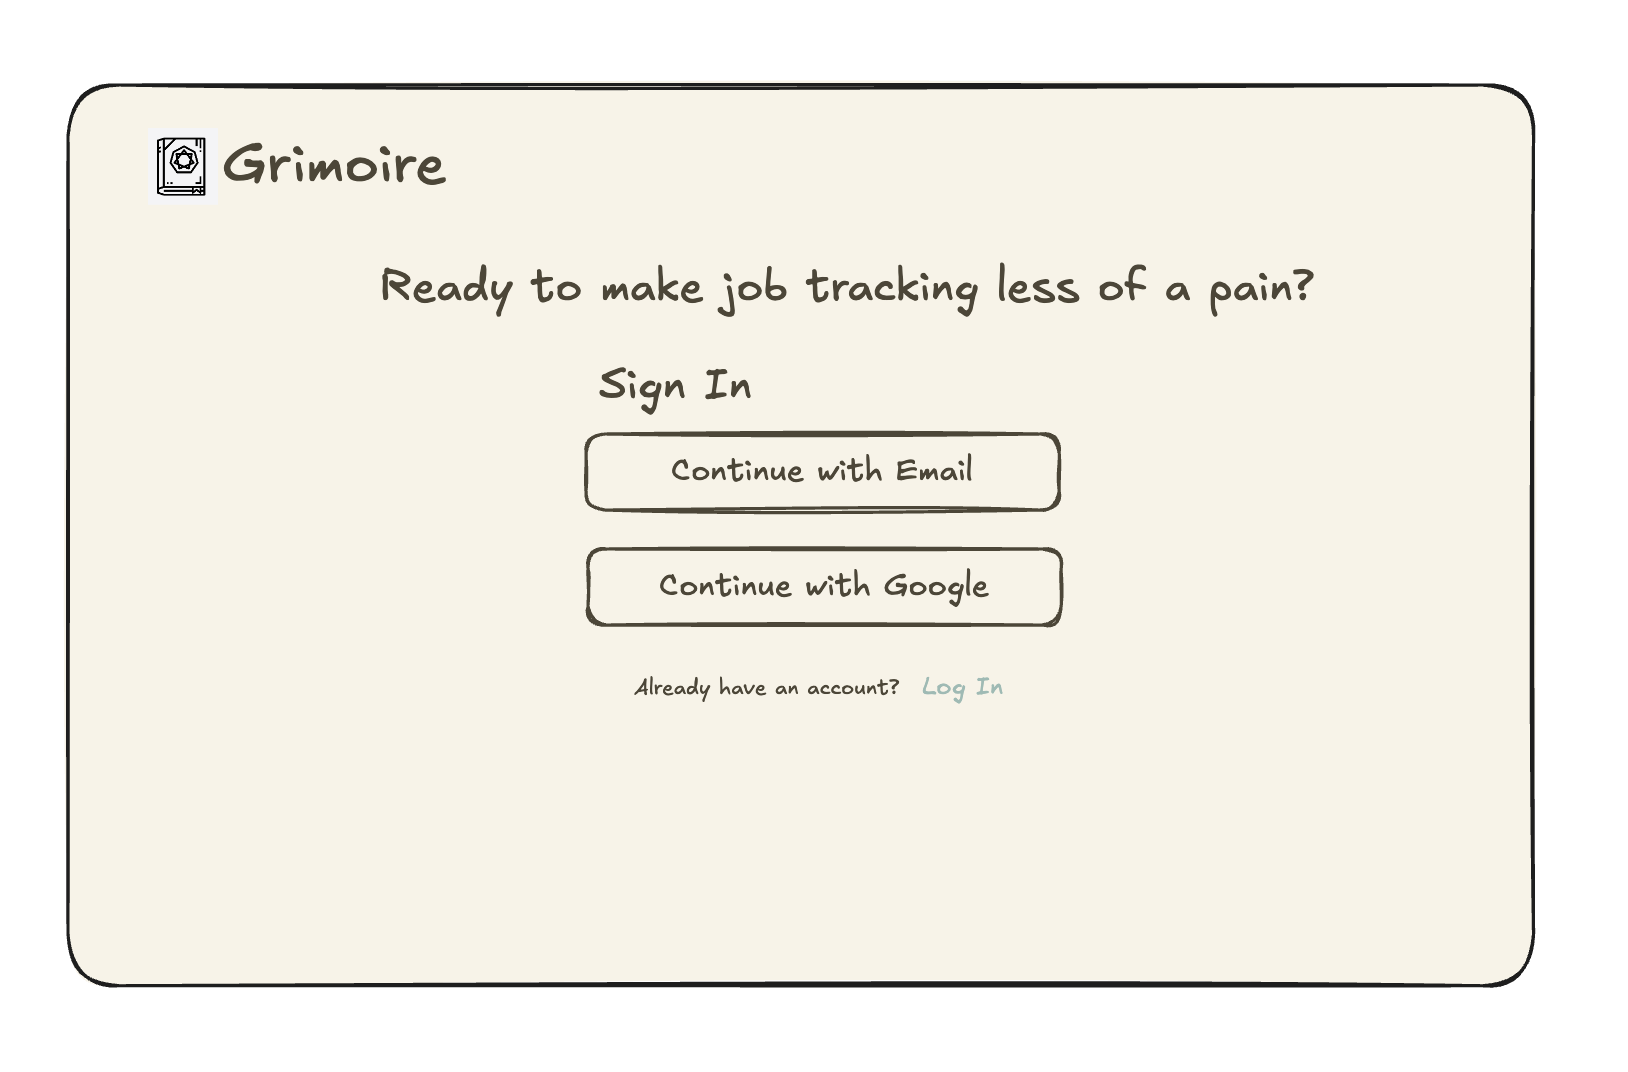 Grimoire
Ready to make job tracking less of a pain?
Sign In
Continue with Email
Continue with Google
Already have an account? Log In